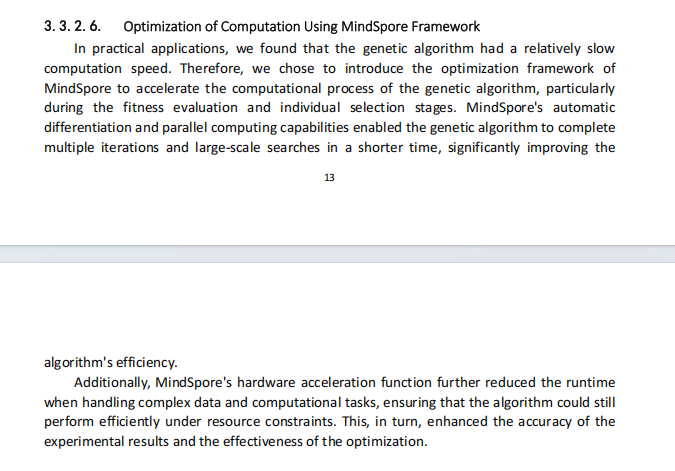 3. 3. 2. 6. Optimization of Computation Using MindSpore Framework
In practical applications, we found that the genetic algorithm had a relatively slow
computation speed. Therefore, we chose to introduce the optimization framework of
MindSpore to accelerate the computational process of the genetic algorithm, particularly
during the fitness evaluation and individual selection stages. MindSpore's automatic
differentiation and parallel computing capabilities enabled the genetic algorithm to complete
multiple iterations and large-scale searches in a shorter time, significantly improving the
13
algorithm's efficiency.
Additionally, MindSpore's hardware acceleration function further reduced the runtime
when handling complex data and computational tasks, ensuring that the algorithm could still
perform efficiently under resource constraints. This, in turn, enhanced the accuracy of the
experimental results and the effectiveness of the optimization.